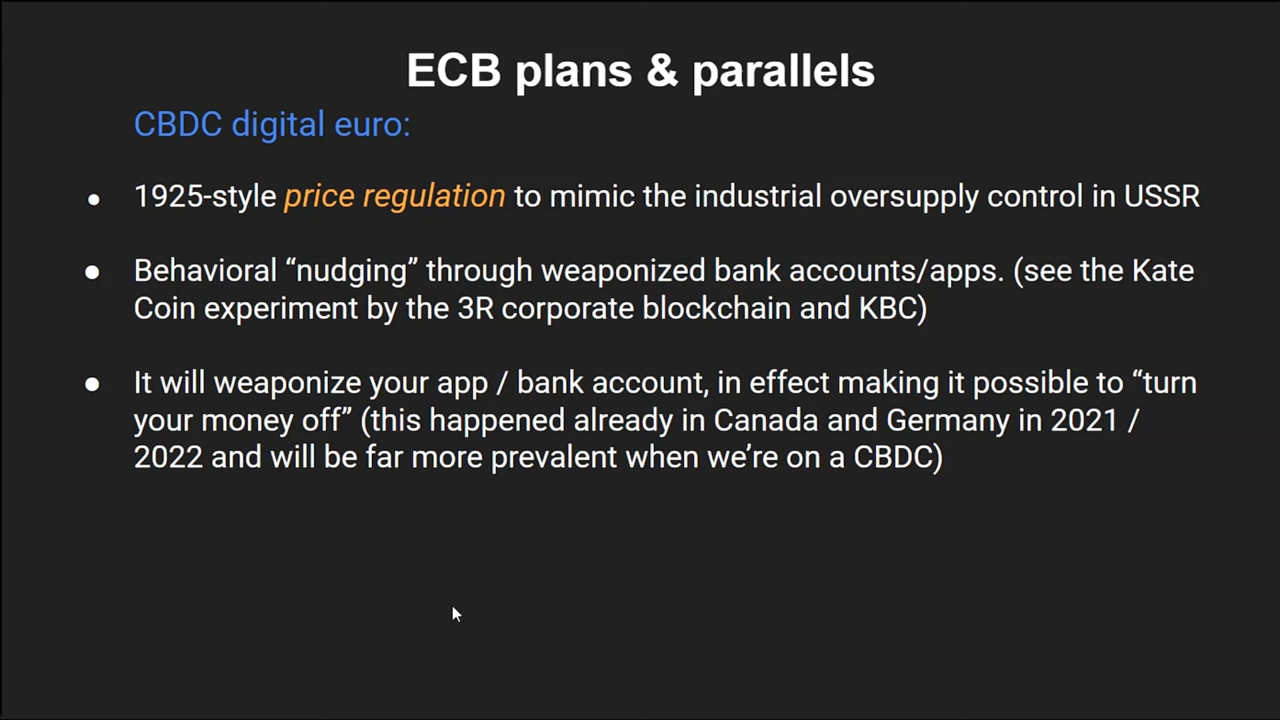 ECB plans & parallels
CBDC digital euro:
● 1925-style price regulation to mimic the industrial oversupply control in USSR
● Behavioral “nudging” through weaponized bank accounts/apps. (see the Kate
Coin experiment by the 3R corporate blockchain and KBC)
● It will weaponize your app / bank account, in effect making it possible to “turn
your money off” (this happened already in Canada and Germany in 2021 /
2022 and will be far more prevalent when we’re on a CBDC)